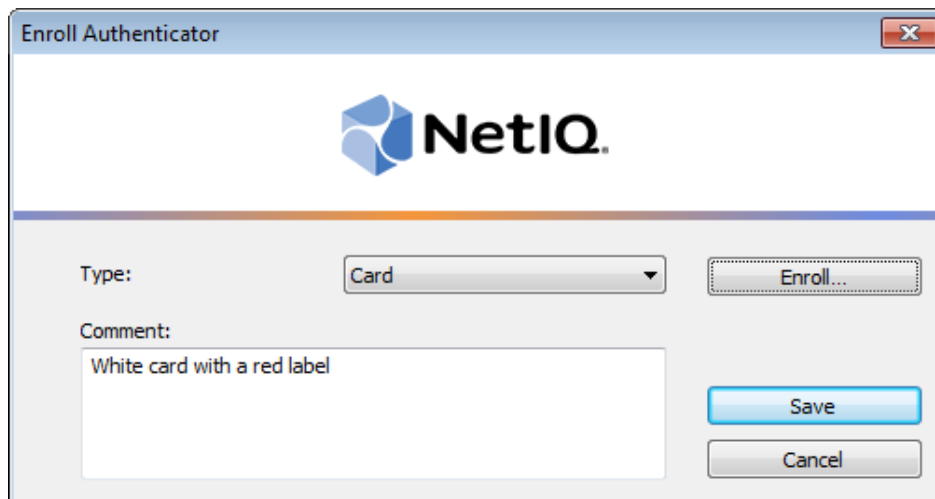 Enroll Authenticator
NetIQ.
Type:
Card
Enroll...
Comment:
White card with a red label
Save
Cancel